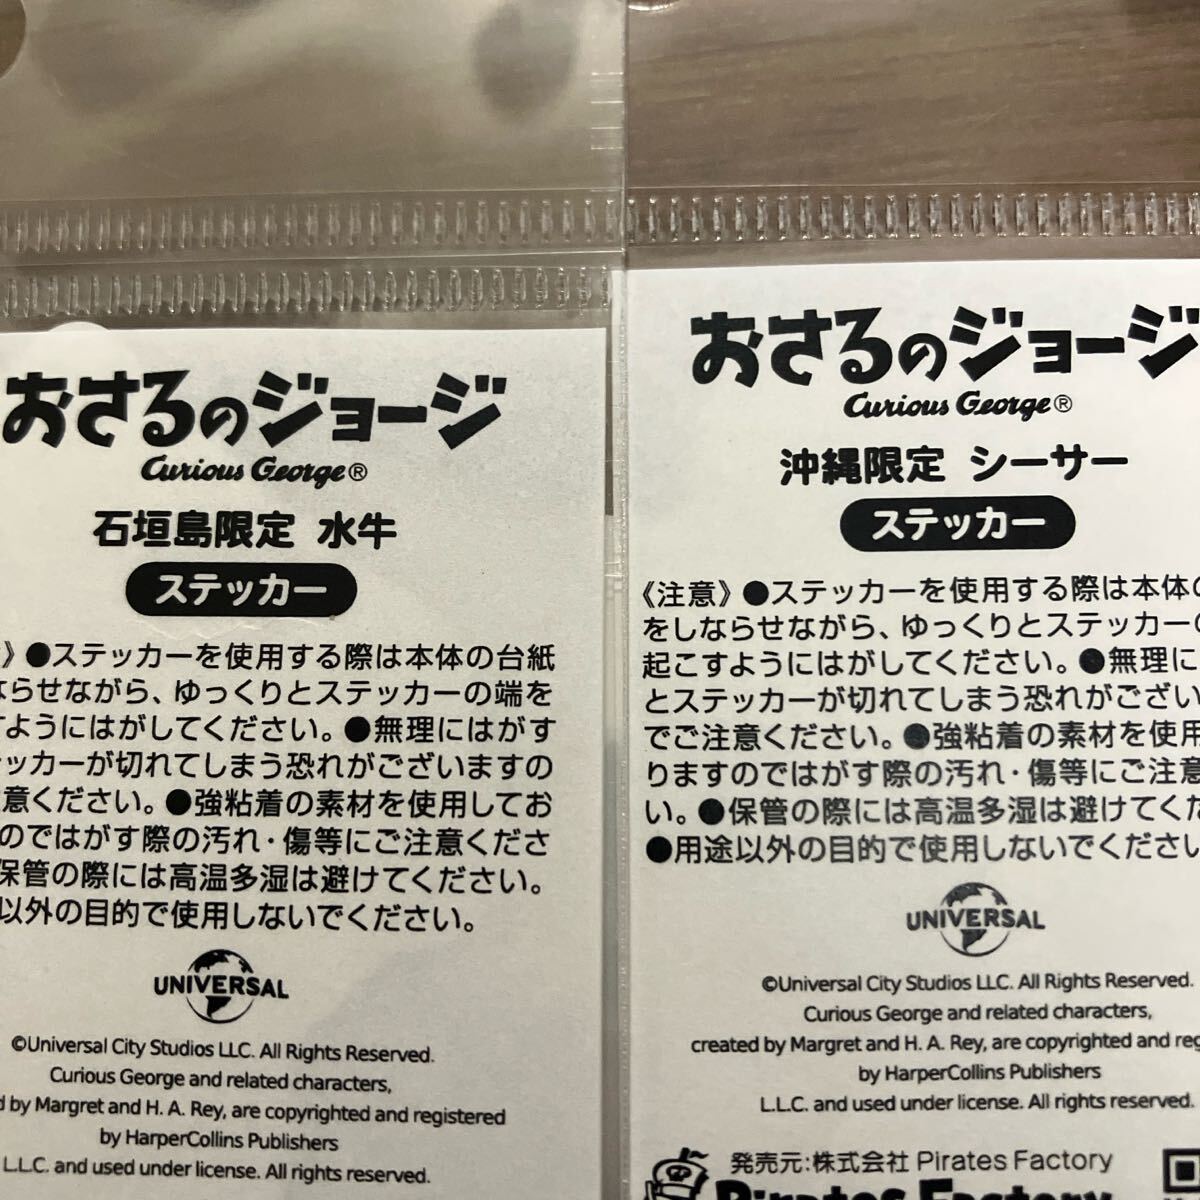 おさるのジョージ
Curious George®
石垣島限定 水牛
ステッカー
》●ステッカーを使用する際は本体の台紙
ならせながら、ゆっくりとステッカーの端を
すようにはがしてください。●無理にはがす
テッカーが切れてしまう恐れがございますの
意ください。●強粘着の素材を使用してお
のではがす際の汚れ・傷等にご注意くださ
保管の際には高温多湿は避けてください。
以外の目的で使用しないでください。
UNIVERSAL
©Universal City Studios LLC. All Rights Reserved.
Curious George and related characters,
d by Margret and H. A. Rey, are copyrighted and registered
by HarperCollins Publishers
L.L.C. and used under license. All rights reserved.
おさるのジョージ
Curious George®
沖縄限定 シーサー
ステッカー
《注意》●ステッカーを使用する際は本体の
をしならせながら、ゆっくりとステッカーの
起こすようにはがしてください。●無理に
とステッカーが切れてしまう恐れがござい
でご注意ください。●強粘着の素材を使用
りますのではがす際の汚れ・傷等にご注意
い。●保管の際には高温多湿は避けてくだ
●用途以外の目的で使用しないでください
UNIVERSAL
©Universal City Studios LLC. All Rights Reserved.
Curious George and related characters,
created by Margret and H. A. Rey, are copyrighted and reg
by HarperCollins Publishers
L.L.C. and used under license. All rights reserved.
発売元:株式会社 Pirates Factory
Pirates Factory